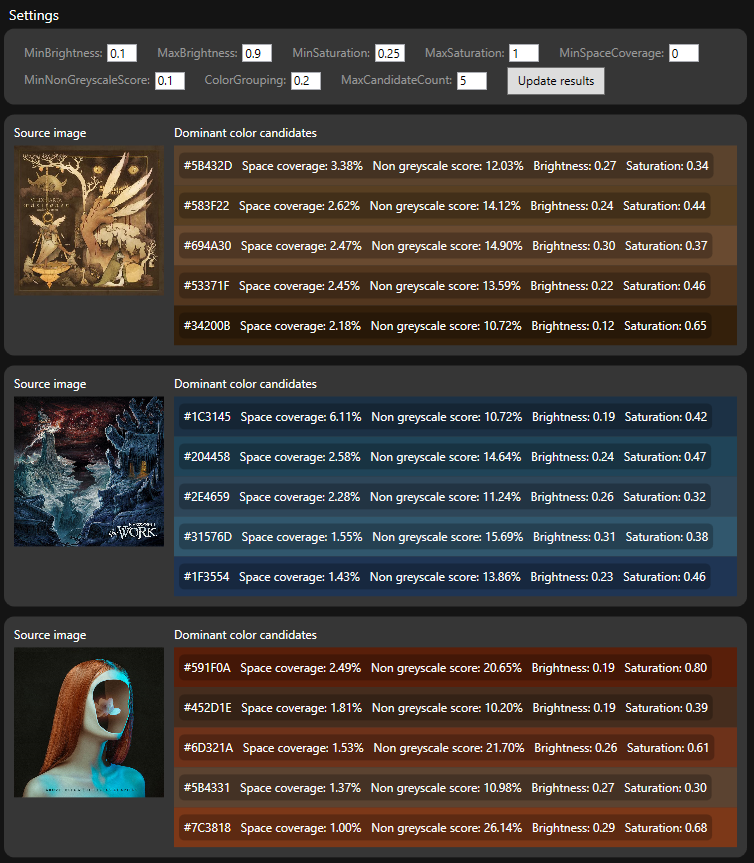 Settings
MinBrightness: 0.1 MaxBrightness: 0.9 MinSaturation: 0.25 MaxSaturation: 1 MinSpaceCoverage: 0
MinNonGreyscaleScore: 0.1 ColorGrouping: 0.2 MaxCandidateCount: 5 Update results
Source image Dominant color candidates
#5B432D Space coverage: 3.38% Non greyscale score: 12.03% Brightness: 0.27 Saturation: 0.34
#583F22 Space coverage: 2.62% Non greyscale score: 14.12% Brightness: 0.24 Saturation: 0.44
#694A30 Space coverage: 2.47% Non greyscale score: 14.90% Brightness: 0.30 Saturation: 0.37
#53371F Space coverage: 2.45% Non greyscale score: 13.59% Brightness: 0.22 Saturation: 0.46
#34200B Space coverage: 2.18% Non greyscale score: 10.72% Brightness: 0.12 Saturation: 0.65
Source image Dominant color candidates
#1C3145 Space coverage: 6.11% Non greyscale score: 10.72% Brightness: 0.19 Saturation: 0.42
#204458 Space coverage: 2.58% Non greyscale score: 14.64% Brightness: 0.24 Saturation: 0.47
#2E4659 Space coverage: 2.28% Non greyscale score: 11.24% Brightness: 0.26 Saturation: 0.32
#31576D Space coverage: 1.55% Non greyscale score: 15.69% Brightness: 0.31 Saturation: 0.38
WORK
#1F3554 Space coverage: 1.43% Non greyscale score: 13.86% Brightness: 0.23 Saturation: 0.46
Source image Dominant color candidates
#591F0A Space coverage: 2.49% Non greyscale score: 20.65% Brightness: 0.19 Saturation: 0.80
#452D1E Space coverage: 1.81% Non greyscale score: 10.20% Brightness: 0.19 Saturation: 0.39
#6D321A Space coverage: 1.53% Non greyscale score: 21.70% Brightness: 0.26 Saturation: 0.61
#5B4331 Space coverage: 1.37% Non greyscale score: 10.98% Brightness: 0.27 Saturation: 0.30
#7C3818 Space coverage: 1.00% Non greyscale score: 26.14% Brightness: 0.29 Saturation: 0.68